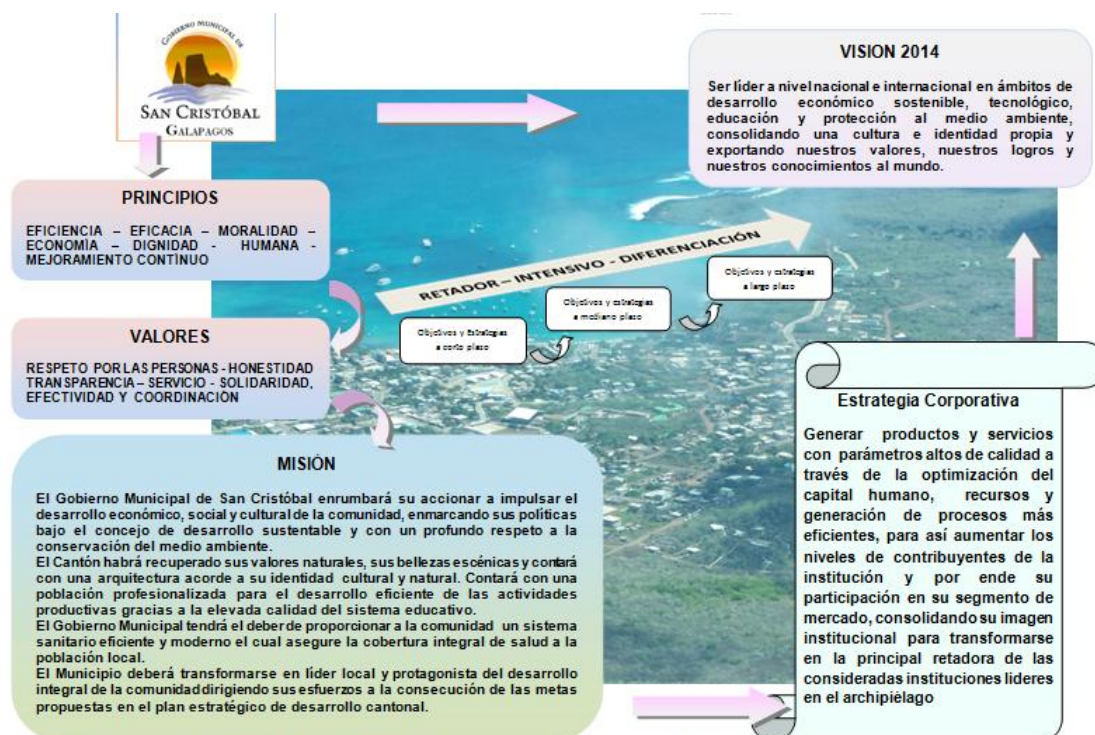 GOBIERNO MUNICIPAL DE
SAN CRISTÓBAL
GALAPAGOS
VISION 2014
Ser líder a nivel nacional e internacional en ámbitos de
desarrollo económico sostenible, tecnológico,
educación y protección al medio ambiente,
consolidando una cultura e identidad propia y
exportando nuestros valores, nuestros logros y
nuestros conocimientos al mundo.
PRINCIPIOS
EFICIENCIA – EFICACIA – MORALIDAD –
ECONOMÌA – DIGNIDAD - HUMANA -
MEJORAMIENTO CONTÌNUO
RETADOR – INTENSIVO - DIFERENCIACIÓN
Objetivos y Estrategias
a corto plaso
Objetivos y estrategias
a mediano plaso
Objetivos y estrategias
a largo plaso
VALORES
RESPETO POR LAS PERSONAS - HONESTIDAD
TRANSPARENCIA – SERVICIO - SOLIDARIDAD,
EFECTIVIDAD Y COORDINACIÓN
MISIÓN
El Gobierno Municipal de San Cristóbal enrumbará su accionar a impulsar el
desarrollo económico, social y cultural de la comunidad, enmarcando sus políticas
bajo el concejo de desarrollo sustentable y con un profundo respeto a la
conservación del medio ambiente.
El Cantón habrá recuperado sus valores naturales, sus bellezas escénicas y contará
con una arquitectura acorde a su identidad cultural y natural. Contará con una
población profesionalizada para el desarrollo eficiente de las actividades
productivas gracias a la elevada calidad del sistema educativo.
El Gobierno Municipal tendrá el deber de proporcionar a la comunidad un sistema
sanitario eficiente y moderno el cual asegure la cobertura integral de salud a la
población local.
El Municipio deberá transformarse en líder local y protagonista del desarrollo
integral de la comunidad dirigiendo sus esfuerzos a la consecución de las metas
propuestas en el plan estratégico de desarrollo cantonal.
Estrategia Corporativa
Generar productos y servicios
con parámetros altos de calidad a
través de la optimización del
capital humano, recursos y
generación de procesos más
eficientes, para así aumentar los
niveles de contribuyentes de la
institución y por ende su
participación en su segmento de
mercado, consolidando su imagen
institucional para transformarse
en la principal retadora de las
consideradas instituciones lideres
en el archipiélago